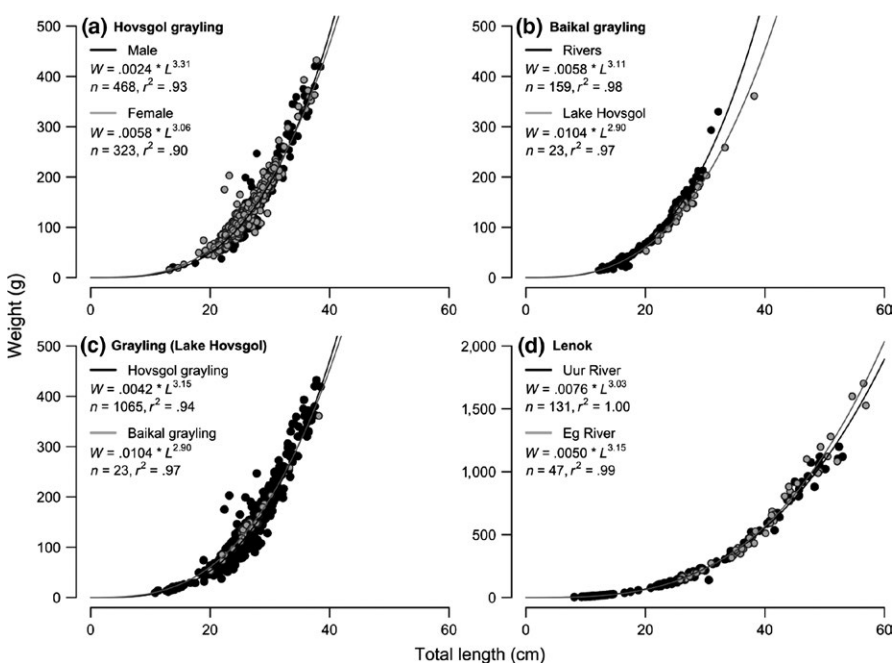 (a) Hovsgol grayling
Male
W = .0024 * L^3.31
n = 468, r² = .93
Female
W = .0058 * L^3.06
n = 323, r² = .90
500
400
300
200
100
0
0 20 40 60
(b) Baikal grayling
Rivers
W = .0058 * L^3.11
n = 159, r² = .98
Lake Hovsgol
W = .0104 * L^2.90
n = 23, r² = .97
500
400
300
200
100
0
0 20 40 60
Weight (g)
(c) Grayling (Lake Hovsgol)
Hovsgol grayling
W = .0042 * L^3.15
n = 1065, r² = .94
Baikal grayling
W = .0104 * L^2.90
n = 23, r² = .97
500
400
300
200
100
0
0 20 40 60
(d) Lenok
Uur River
W = .0076 * L^3.03
n = 131, r² = 1.00
Eg River
W = .0050 * L^3.15
n = 47, r² = .99
2,000
1,500
1,000
500
0
0 20 40 60
Total length (cm)